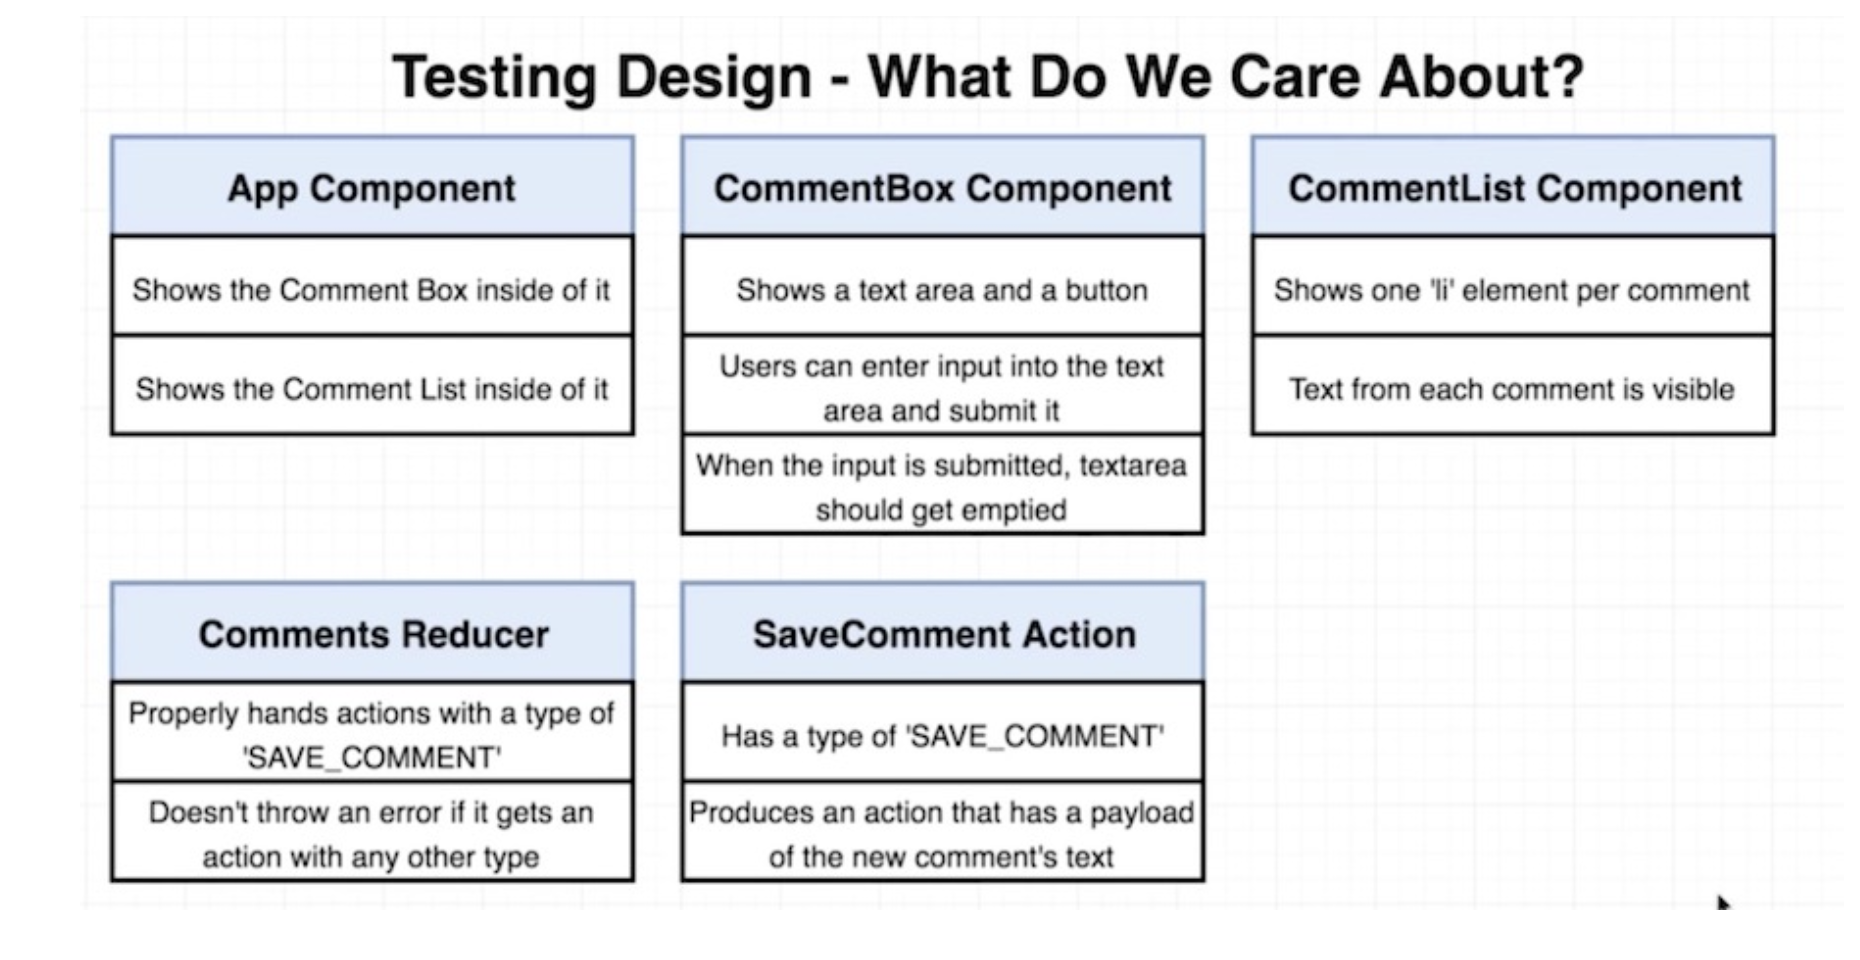 Testing Design - What Do We Care About?
App Component
Shows the Comment Box inside of it
Shows the Comment List inside of it
CommentBox Component
Shows a text area and a button
Users can enter input into the text
area and submit it
When the input is submitted, textarea
should get emptied
CommentList Component
Shows one 'li' element per comment
Text from each comment is visible
Comments Reducer
Properly hands actions with a type of
'SAVE_COMMENT'
Doesn't throw an error if it gets an
action with any other type
SaveComment Action
Has a type of 'SAVE_COMMENT'
Produces an action that has a payload
of the new comment's text